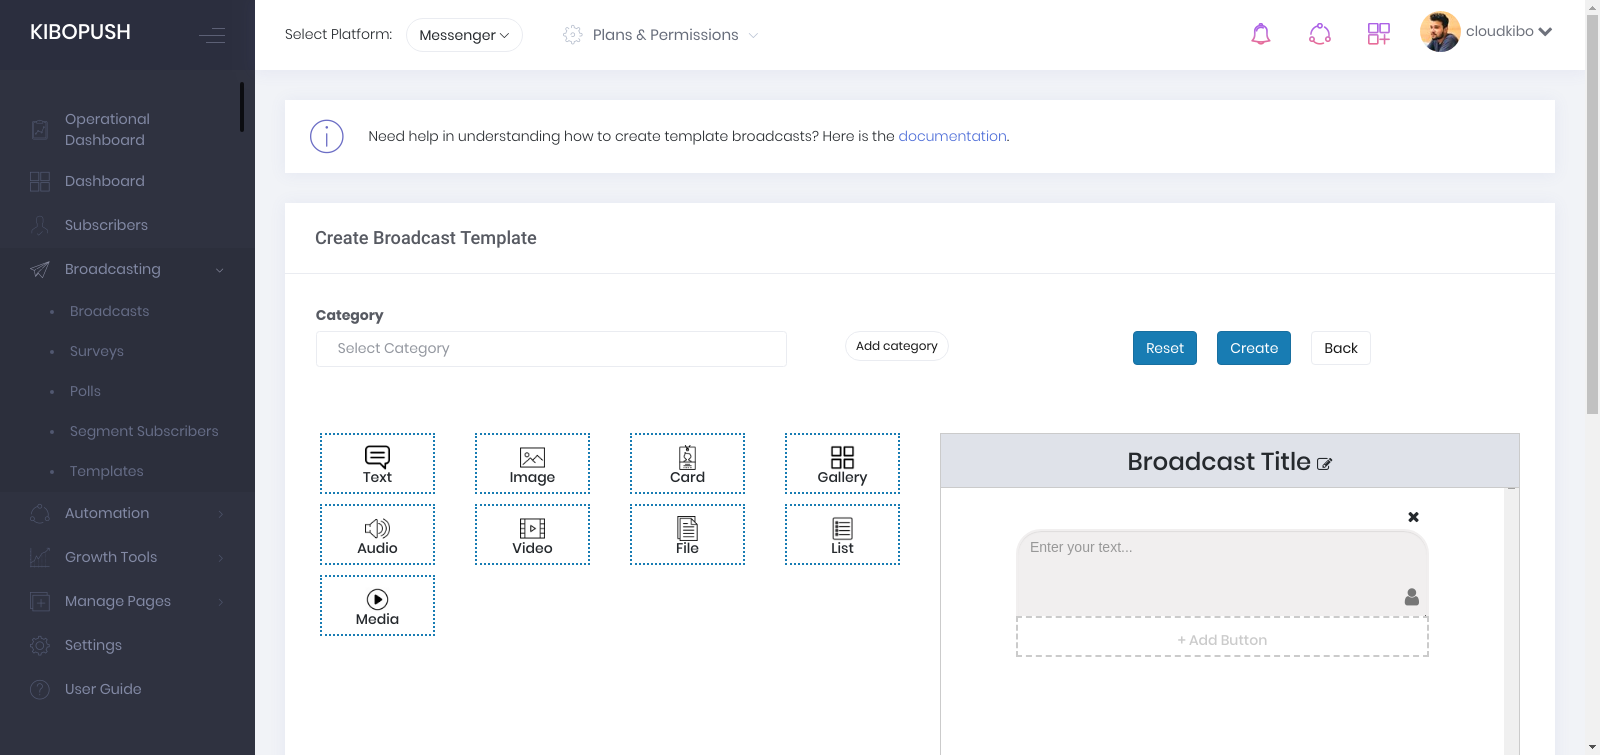 KIBOPUSH
Select Platform: Messenger
Plans & Permissions
cloudkibo
Operational
Dashboard
Dashboard
Subscribers
Broadcasting
Broadcasts
Surveys
Polls
Segment Subscribers
Templates
Automation
Growth Tools
Manage Pages
Settings
User Guide
Need help in understanding how to create template broadcasts? Here is the documentation.
Create Broadcast Template
Category
Select Category
Add category
Reset
Create
Back
Text
Image
Card
Gallery
Audio
Video
File
List
Media
Broadcast Title
Enter your text...
+ Add Button